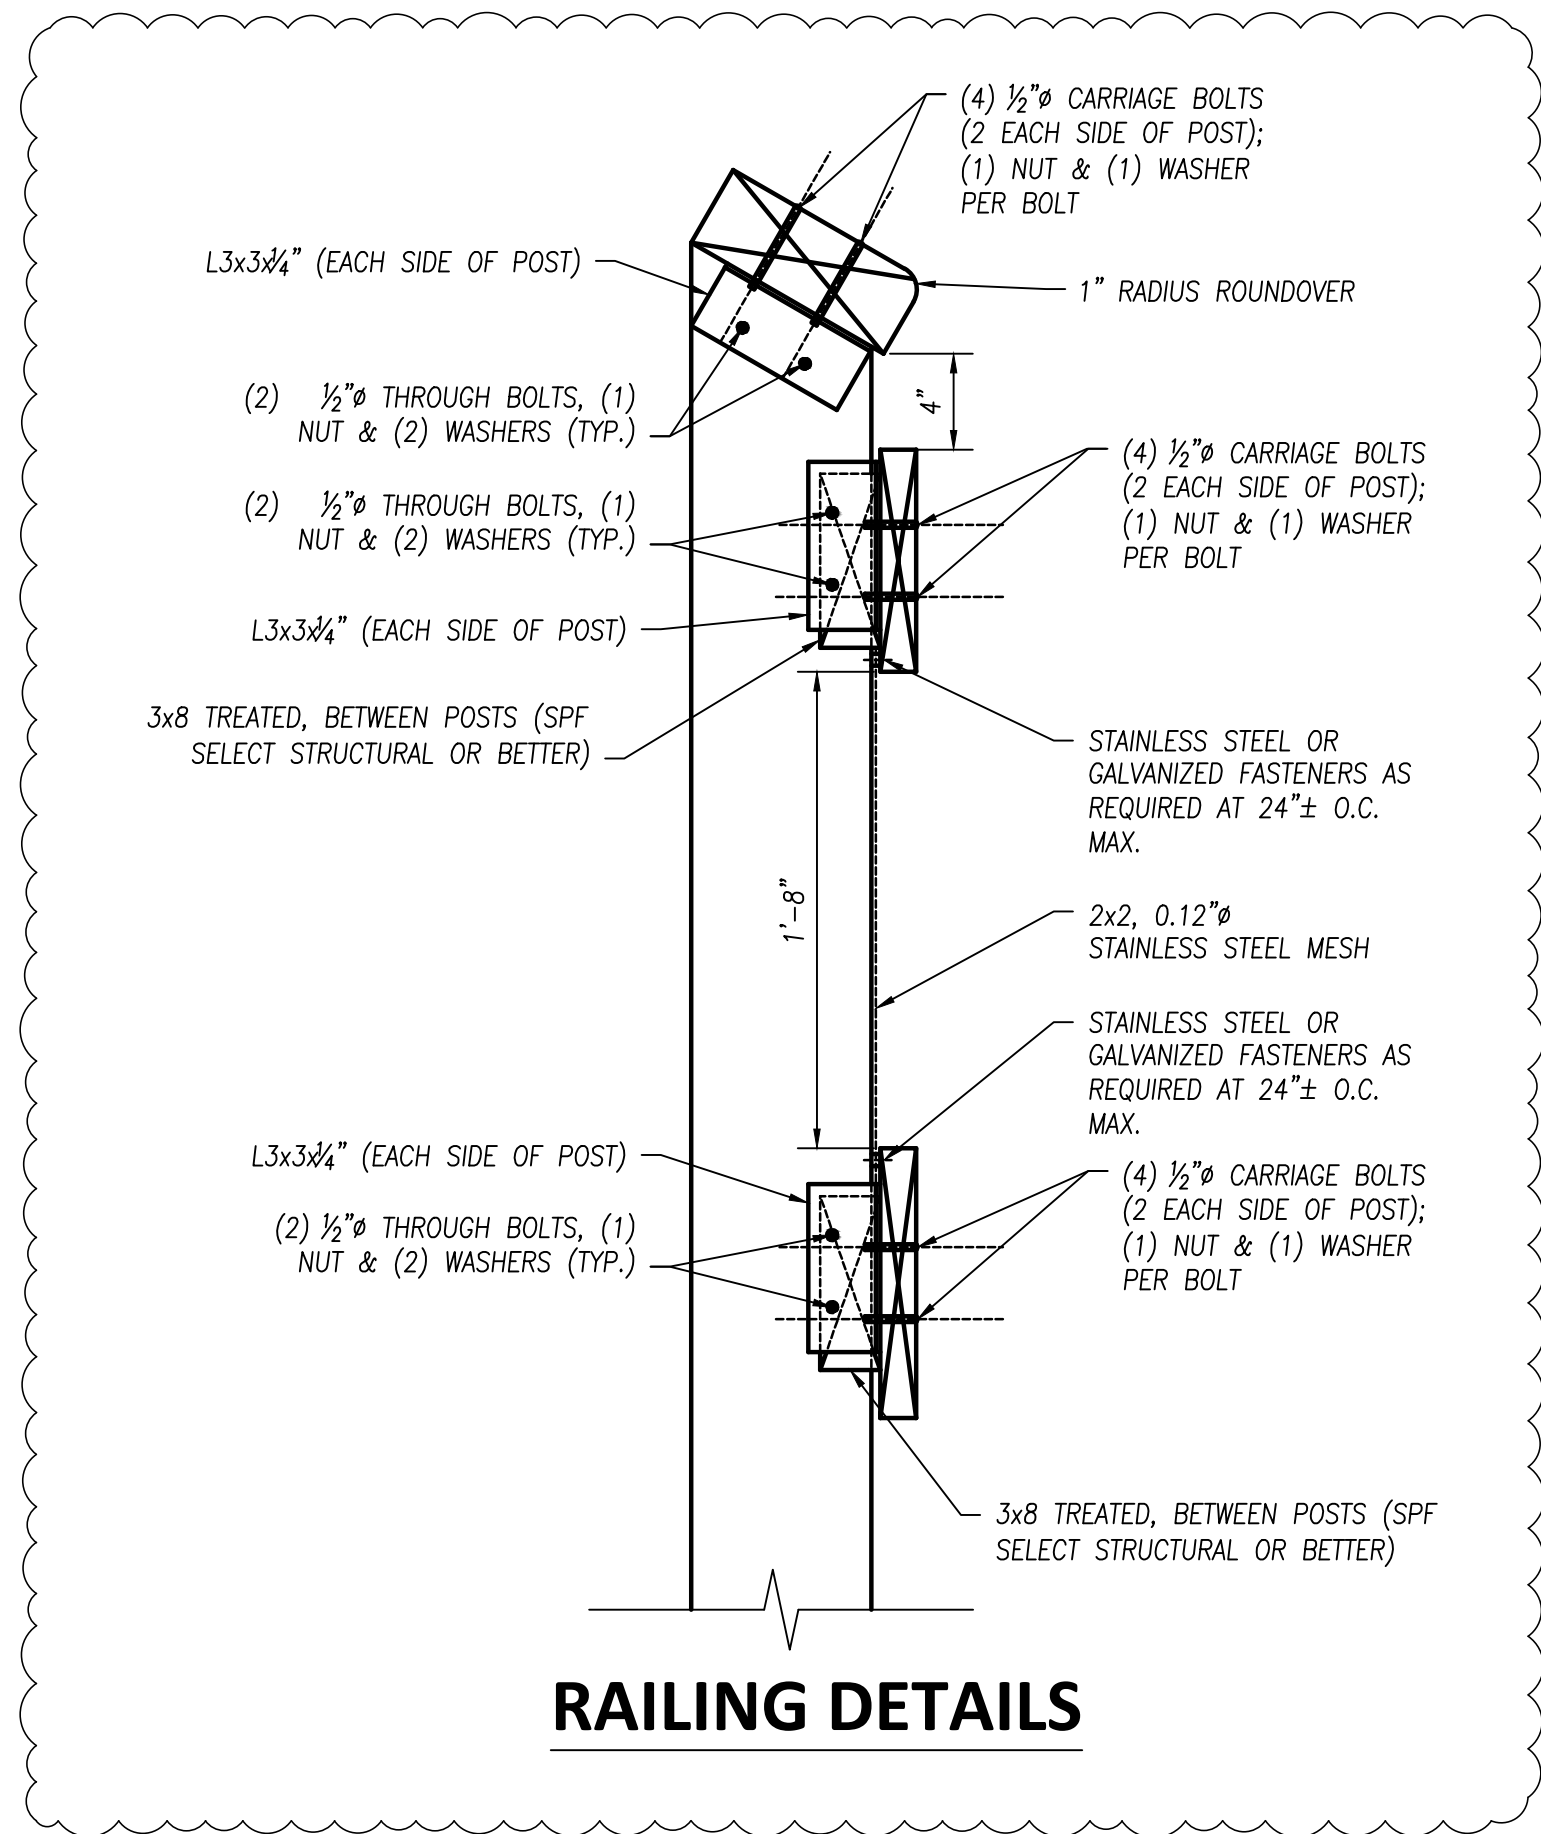 (4) ½"ø CARRIAGE BOLTS
(2 EACH SIDE OF POST);
(1) NUT & (1) WASHER
PER BOLT
L3x3x¼" (EACH SIDE OF POST)
1" RADIUS ROUNDOVER
(2) ½"ø THROUGH BOLTS, (1)
NUT & (2) WASHERS (TYP.)
4"
(4) ½"ø CARRIAGE BOLTS
(2 EACH SIDE OF POST);
(1) NUT & (1) WASHER
PER BOLT
(2) ½"ø THROUGH BOLTS, (1)
NUT & (2) WASHERS (TYP.)
L3x3x¼" (EACH SIDE OF POST)
3x8 TREATED, BETWEEN POSTS (SPF
SELECT STRUCTURAL OR BETTER)
STAINLESS STEEL OR
GALVANIZED FASTENERS AS
REQUIRED AT 24"± O.C.
MAX.
1'-8"
2x2, 0.12"ø
STAINLESS STEEL MESH
STAINLESS STEEL OR
GALVANIZED FASTENERS AS
REQUIRED AT 24"± O.C.
MAX.
L3x3x¼" (EACH SIDE OF POST)
(2) ½"ø THROUGH BOLTS, (1)
NUT & (2) WASHERS (TYP.)
(4) ½"ø CARRIAGE BOLTS
(2 EACH SIDE OF POST);
(1) NUT & (1) WASHER
PER BOLT
3x8 TREATED, BETWEEN POSTS (SPF
SELECT STRUCTURAL OR BETTER)
RAILING DETAILS